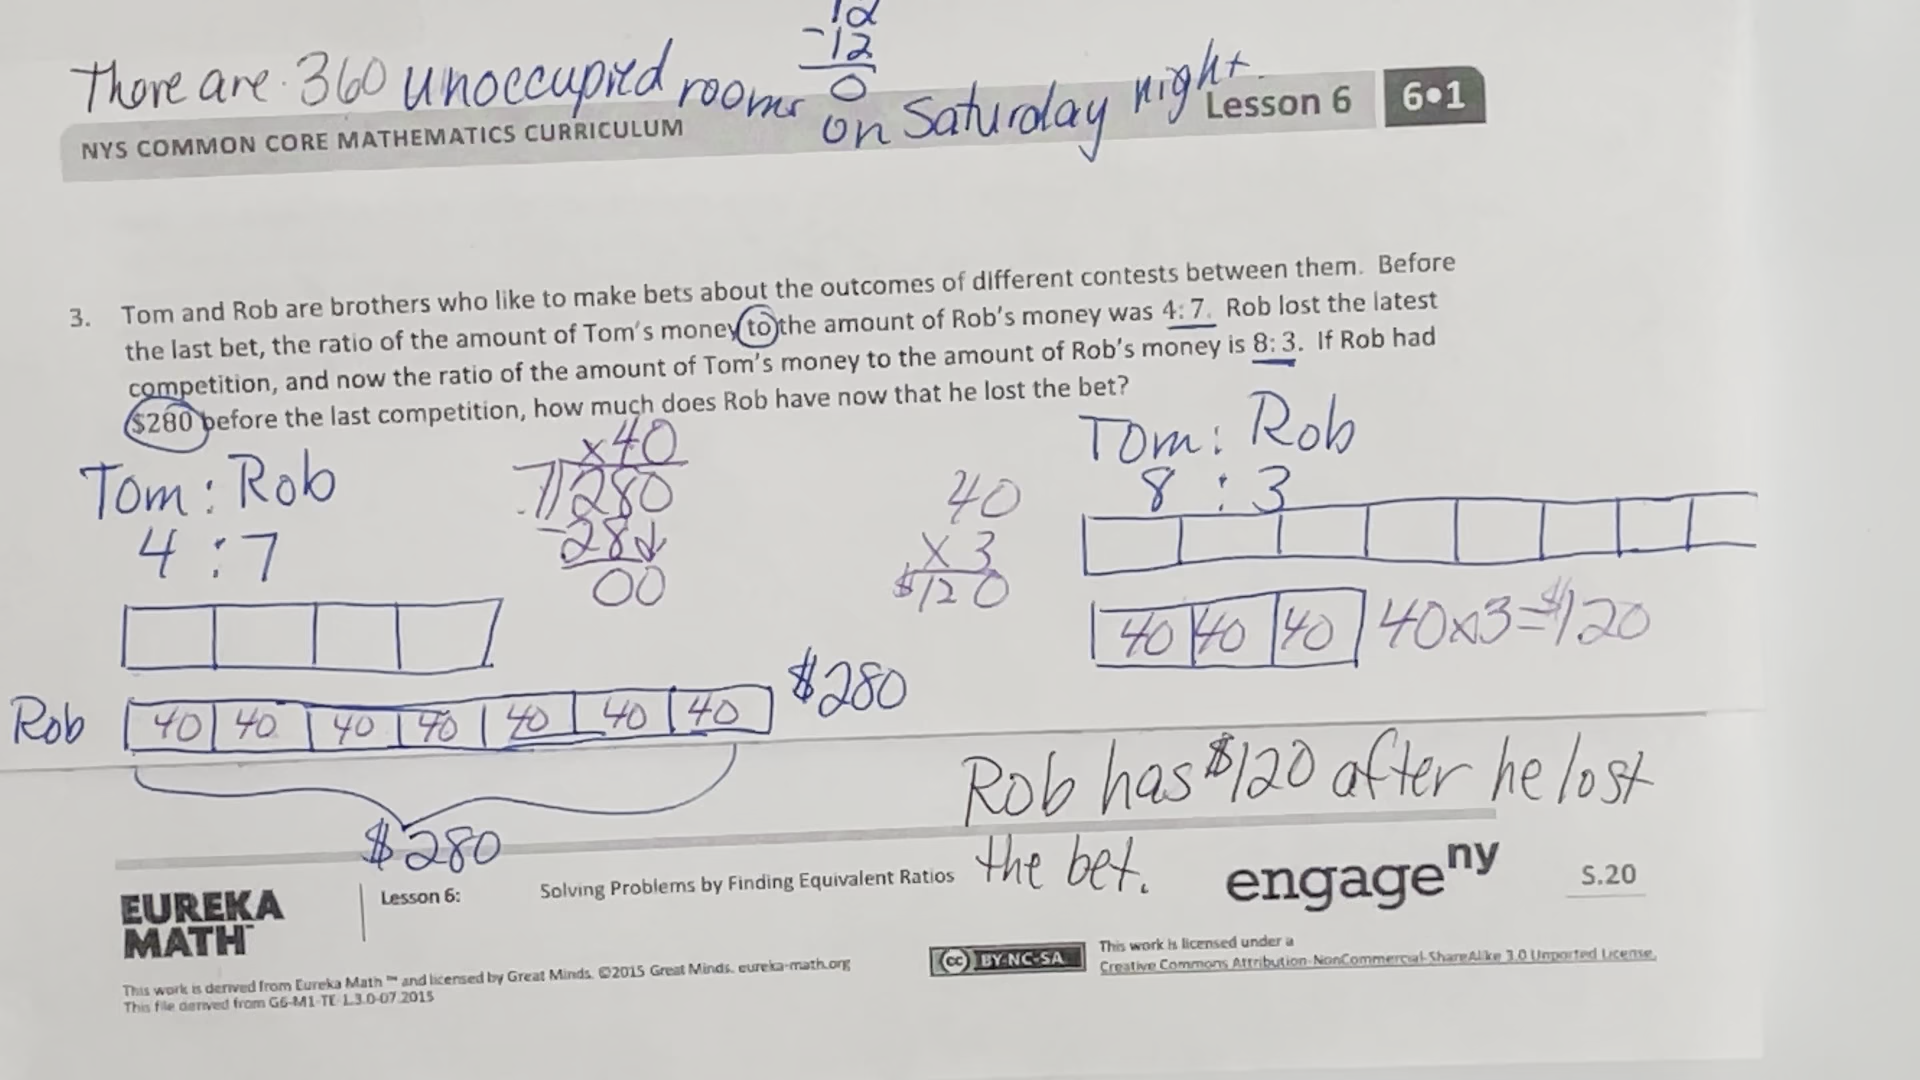 12
-12
0
There are 360 unoccupied rooms on Saturday night.
NYS COMMON CORE MATHEMATICS CURRICULUM
Lesson 6
6•1
3. Tom and Rob are brothers who like to make bets about the outcomes of different contests between them. Before
the last bet, the ratio of the amount of Tom's money to the amount of Rob's money was 4: 7. Rob lost the latest
competition, and now the ratio of the amount of Tom's money to the amount of Rob's money is 8: 3. If Rob had
$280 before the last competition, how much does Rob have now that he lost the bet?
Tom: Rob
4 : 7
x40
7)280
-28↓
00
40
X 3
$120
Tom: Rob
8 : 3
40 40 40 40x3=$120
Rob 40 40 40 40 40 40 40 $280
$280
Rob has $120 after he lost
the bet.
EUREKA
MATH™
Lesson 6:
Solving Problems by Finding Equivalent Ratios
engageny
S.20
This work is derived from Eureka Math ™ and licensed by Great Minds. ©2015 Great Minds. eureka-math.org
This file derived from G6-M1-TE-1.3.0-07.2015
cc BY-NC-SA
This work is licensed under a
Creative Commons Attribution-NonCommercial-ShareAlike 3.0 Unported License.